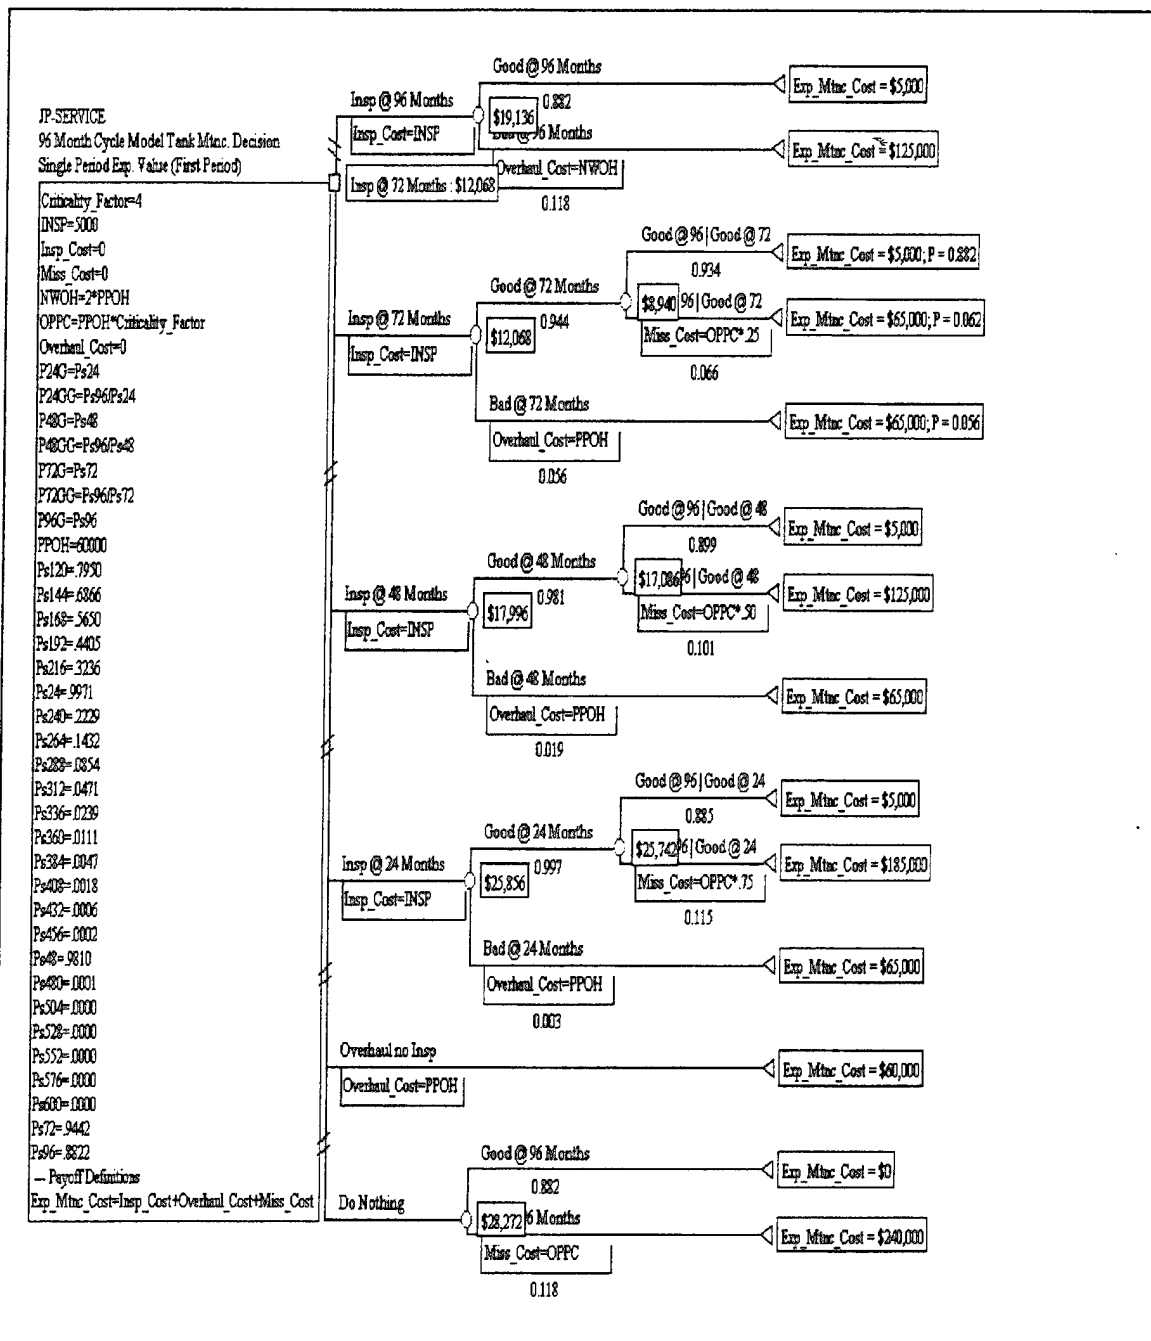 JP-SERVICE
96 Month Cycle Model Tank Mtnc. Decision
Single Period Exp. Value (First Period)
Criticality_Factor=4
INSP=5000
Insp_Cost=0
Miss_Cost=0
NWOH=2*PPOH
OPPC=PPOH*Criticality_Factor
Overhaul_Cost=0
P24G=Ps24
P24GG=Ps96/Ps24
P48G=Ps48
P48GG=Ps96/Ps48
P72G=Ps72
P72GG=Ps96/Ps72
P96G=Ps96
PPOH=60000
Ps120=.7950
Ps144=.6866
Ps168=.5650
Ps192=.4405
Ps216=.3236
Ps24=.9971
Ps240=.2229
Ps264=.1432
Ps288=.0854
Ps312=.0471
Ps336=.0239
Ps360=.0111
Ps384=.0047
Ps408=.0018
Ps432=.0006
Ps456=.0002
Ps48=.9810
Ps480=.0001
Ps504=.0000
Ps528=.0000
Ps552=.0000
Ps576=.0000
Ps600=.0000
Ps72=.9442
Ps96=.8822
--- Payoff Definitions
Exp_Mtnc_Cost=Insp_Cost+Overhaul_Cost+Miss_Cost
Insp @ 96 Months
Insp_Cost=INSP
Insp @ 72 Months : $12,068
Good @ 96 Months
0.882
$19,136
96 Months
Overhaul_Cost=NWOH
0.118
Exp_Mtnc_Cost = $5,000
Exp_Mtnc_Cost = $125,000
Insp @ 72 Months
Insp_Cost=INSP
Good @ 72 Months
0.944
$12,068
Good @ 96 | Good @ 72
0.934
$8,940 96 | Good @ 72
Miss_Cost=OPPC*.25
0.066
Exp_Mtnc_Cost = $5,000; P = 0.882
Exp_Mtnc_Cost = $65,000; P = 0.062
Bad @ 72 Months
Overhaul_Cost=PPOH
0.056
Exp_Mtnc_Cost = $65,000; P = 0.056
Insp @ 48 Months
Insp_Cost=INSP
Good @ 48 Months
0.981
$17,996
Good @ 96 | Good @ 48
0.899
$17,086 6 | Good @ 48
Miss_Cost=OPPC*.50
0.101
Exp_Mtnc_Cost = $5,000
Exp_Mtnc_Cost = $125,000
Bad @ 48 Months
Overhaul_Cost=PPOH
0.019
Exp_Mtnc_Cost = $65,000
Insp @ 24 Months
Insp_Cost=INSP
Good @ 24 Months
0.997
$25,856
Good @ 96 | Good @ 24
0.885
$25,742 6 | Good @ 24
Miss_Cost=OPPC*.75
0.115
Exp_Mtnc_Cost = $5,000
Exp_Mtnc_Cost = $185,000
Bad @ 24 Months
Overhaul_Cost=PPOH
0.003
Exp_Mtnc_Cost = $65,000
Overhaul no Insp
Overhaul_Cost=PPOH
Exp_Mtnc_Cost = $60,000
Do Nothing
Good @ 96 Months
0.882
$28,272 6 Months
Miss_Cost=OPPC
0.118
Exp_Mtnc_Cost = $0
Exp_Mtnc_Cost = $240,000